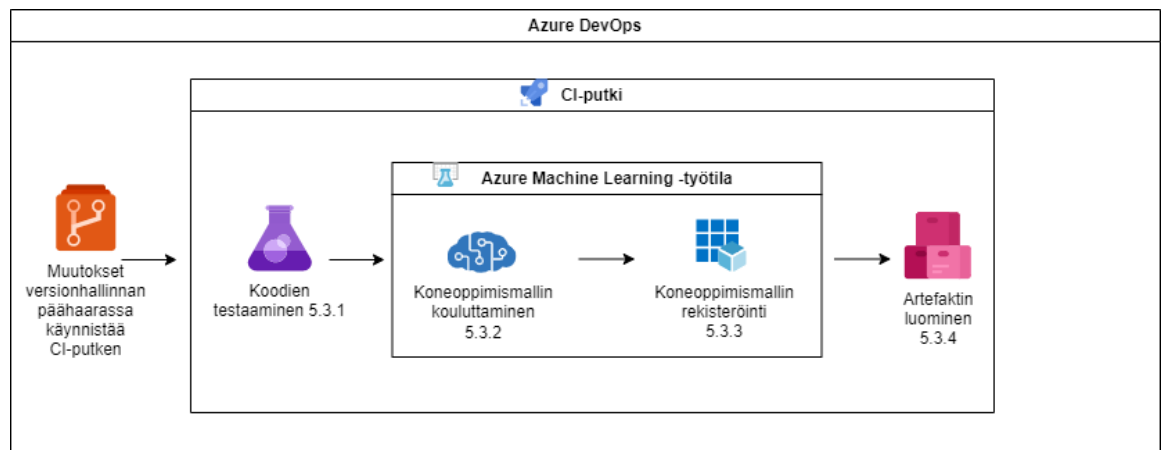 Azure DevOps
CI-putki
Azure Machine Learning -työtila
Muutokset
versionhallinnan
päähaarassa
käynnistää
CI-putken
Koodien
testaaminen 5.3.1
Koneoppimismallin
kouluttaminen
5.3.2
Koneoppimismallin
rekisteröinti
5.3.3
Artefaktin
luominen
5.3.4